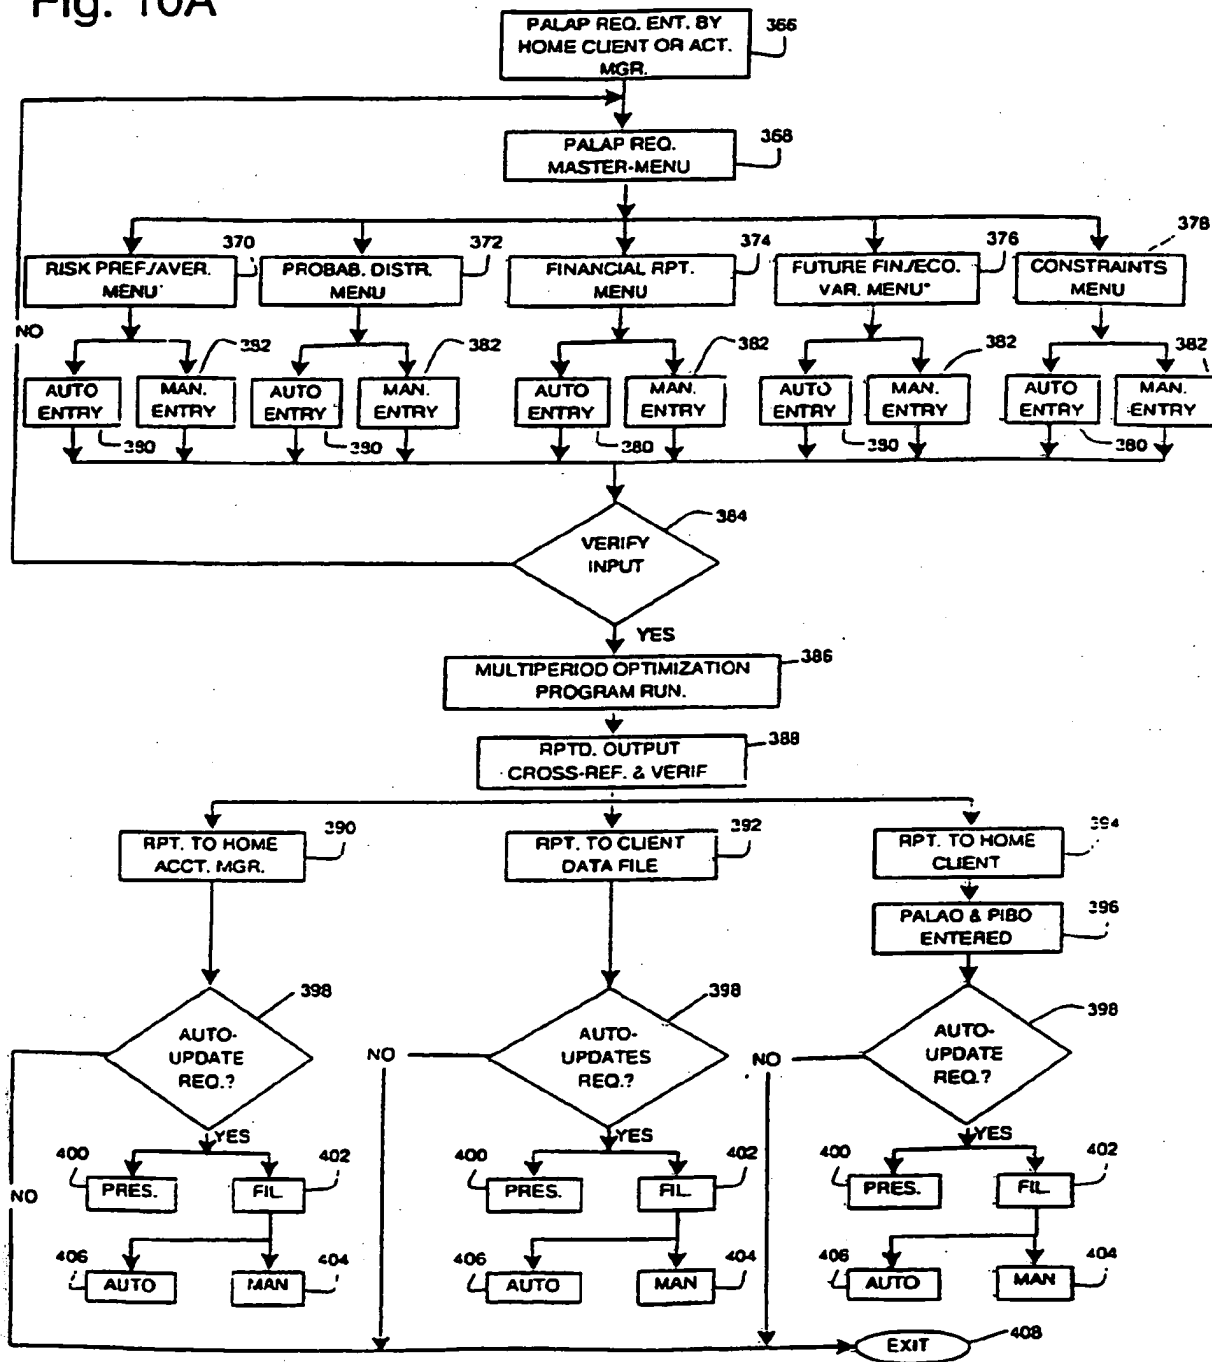 Fig. 10A
PALAP REQ. ENT. BY
HOME CLIENT OR ACT.
MGR.
366
PALAP REQ.
MASTER-MENU
368
RISK PREF./AVER.
MENU
370
PROBAB. DISTR.
MENU
372
FINANCIAL RPT.
MENU
374
FUTURE FIN./ECO.
VAR. MENU
376
CONSTRAINTS
MENU
378
NO
AUTO
ENTRY
380
MAN.
ENTRY
382
AUTO
ENTRY
380
MAN.
ENTRY
382
AUTO
ENTRY
380
MAN.
ENTRY
382
AUTO
ENTRY
380
MAN.
ENTRY
382
AUTO
ENTRY
380
MAN.
ENTRY
382
VERIFY
INPUT
384
YES
MULTIPERIOD OPTIMIZATION
PROGRAM RUN.
386
RPTD. OUTPUT
CROSS-REF. & VERIF
388
RPT. TO HOME
ACCT. MGR.
390
RPT. TO CLIENT
DATA FILE
392
RPT. TO HOME
CLIENT
394
PALAO & PIBO
ENTERED
396
AUTO-
UPDATE
REQ.?
398
AUTO-
UPDATES
REQ.?
398
AUTO-
UPDATE
REQ.?
398
NO
NO
NO
YES
YES
YES
400
PRES.
402
FIL.
400
PRES.
402
FIL.
400
PRES.
402
FIL.
406
AUTO
MAN
404
406
AUTO
MAN
404
406
AUTO
MAN
404
EXIT
408